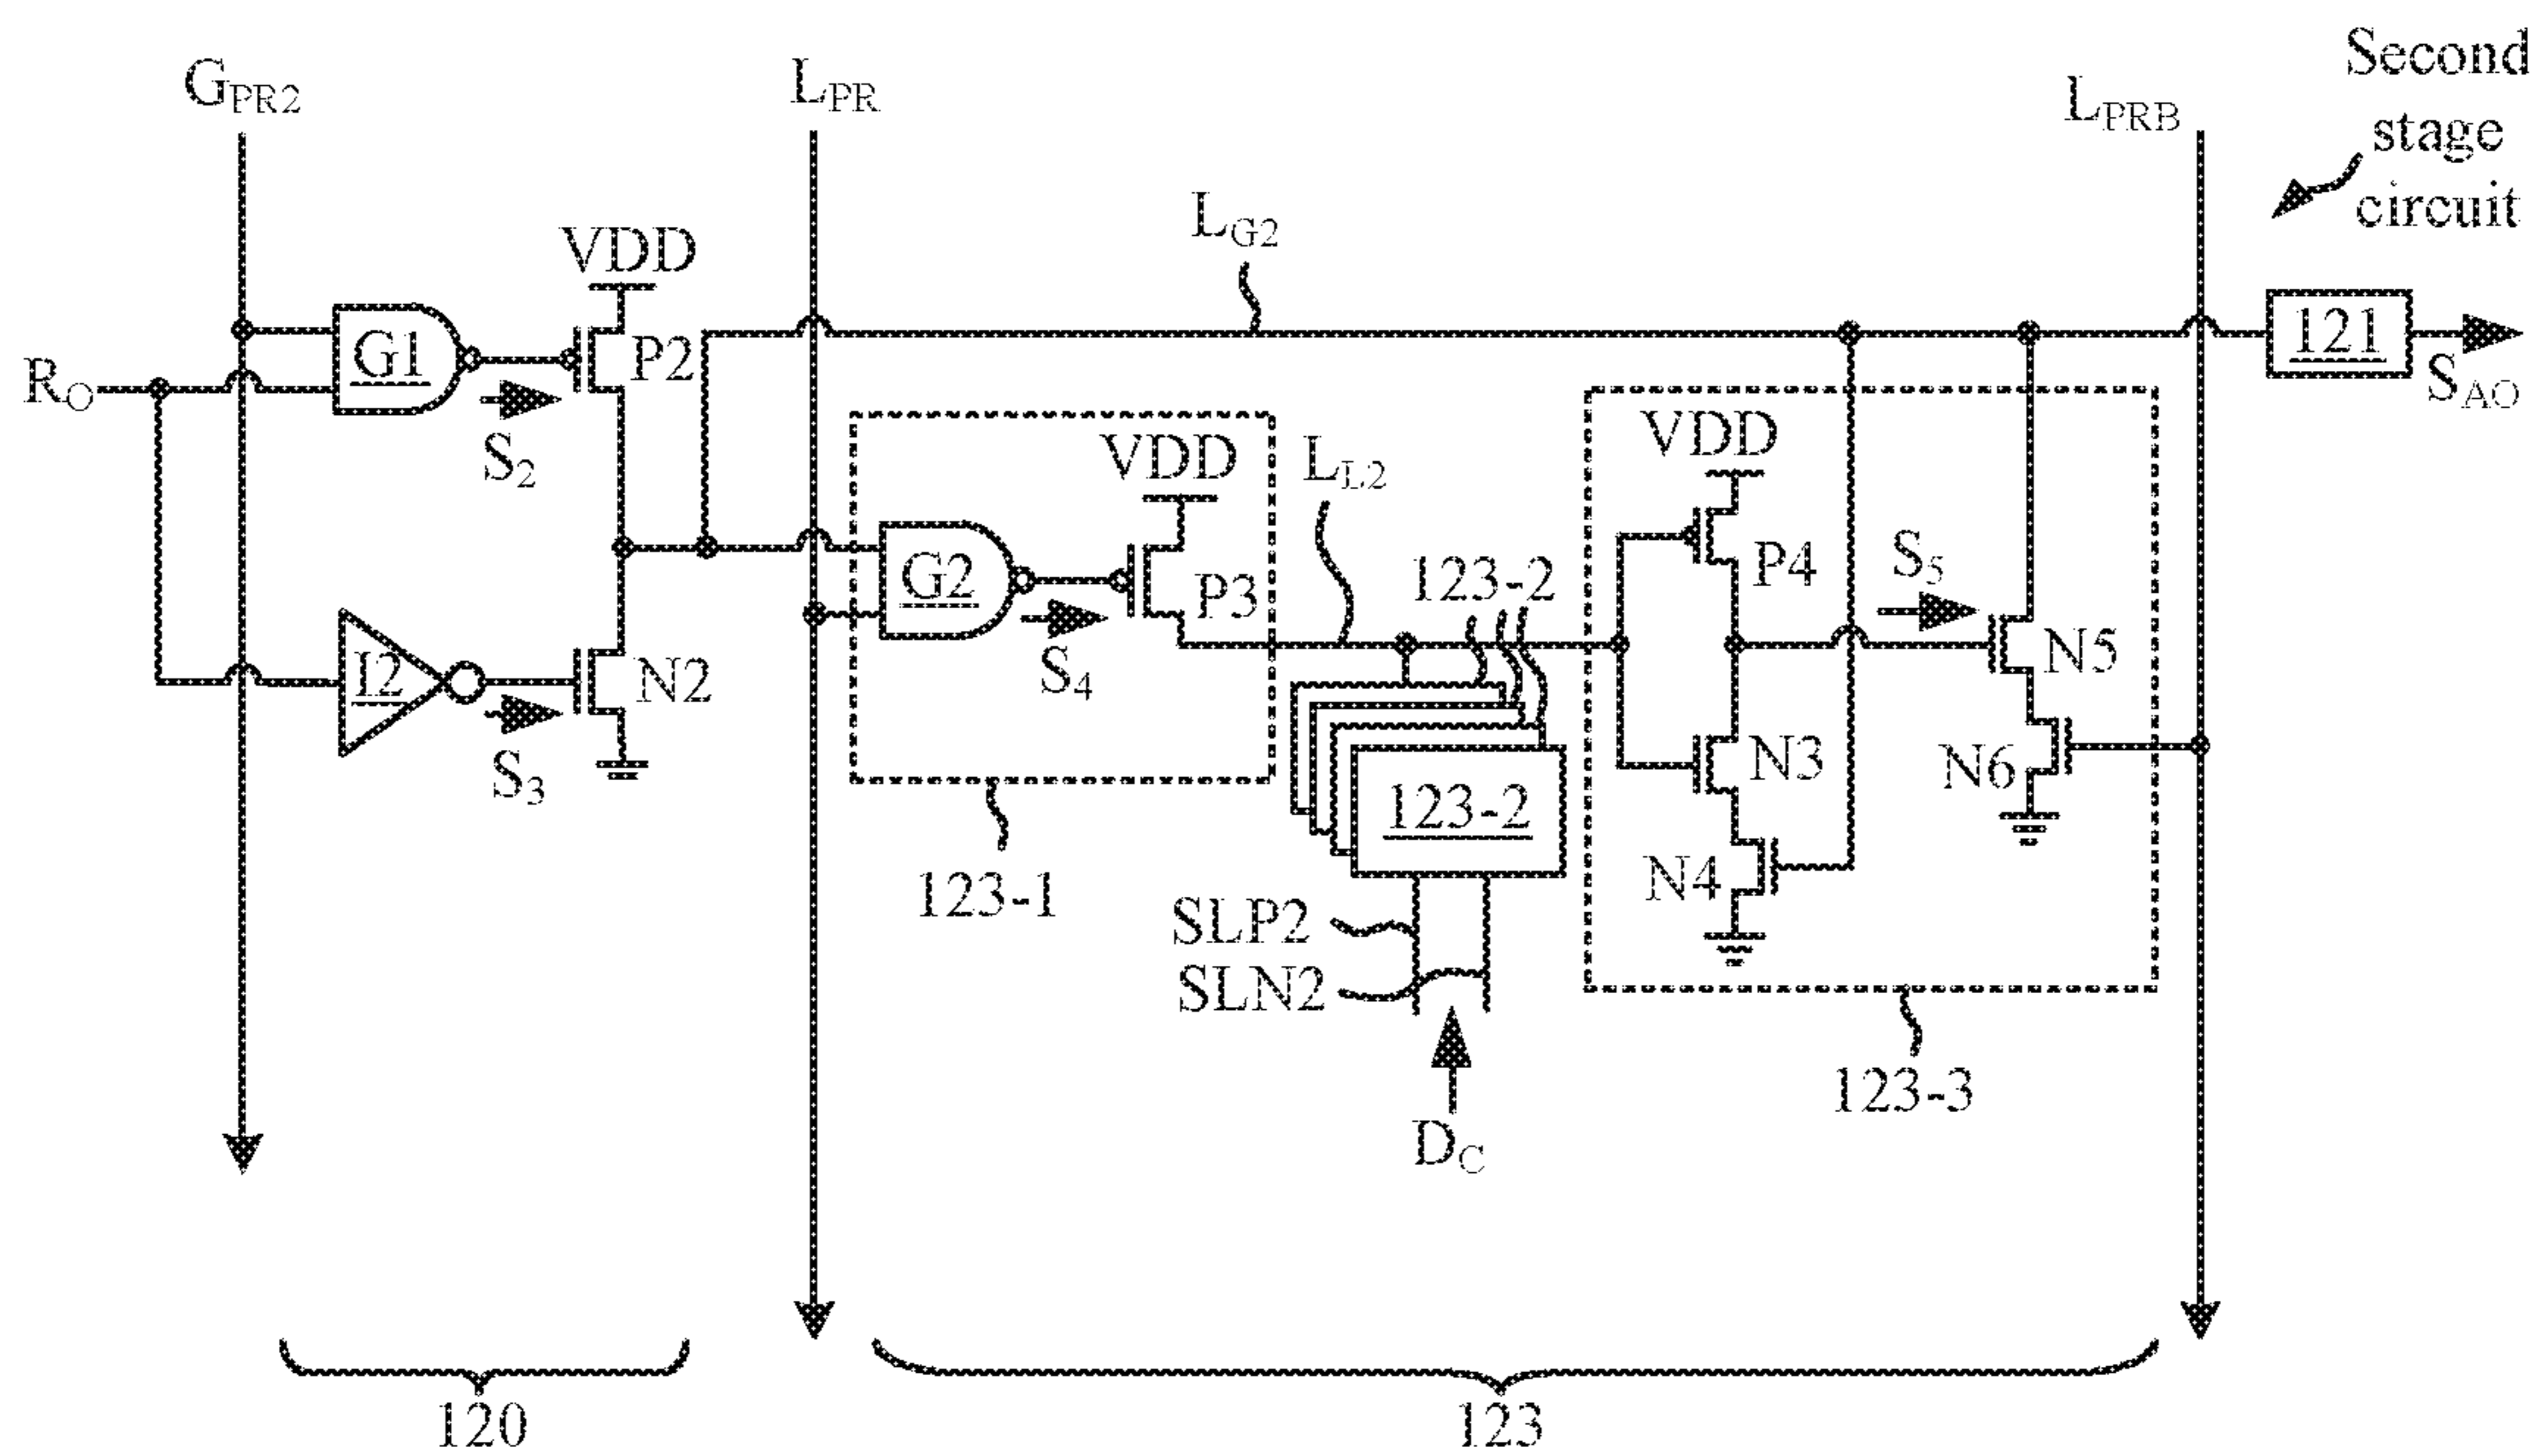 Second
stage
circuit
GPR2
LPR
LPRB
LG2
VDD
G1
P2
RO
S2
121
SAO
VDD
LL2
VDD
G2
P3
123-2
P4
S5
I2
N2
S3
S4
N5
N3
N6
123-2
N4
123-1
SLP2
SLN2
123-3
DC
120
123